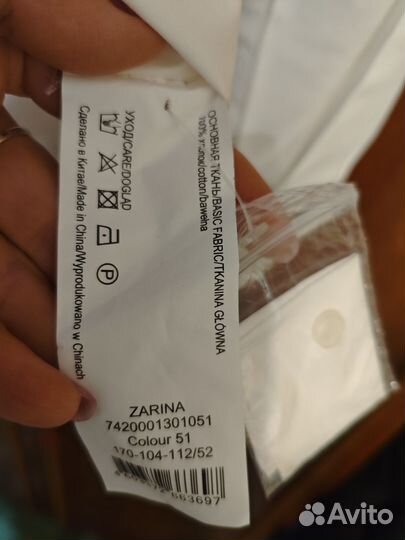 ОСНОВНАЯ ТКАНЬ/BASIC FABRIC/TKANINA GŁÓWNA
100% хлопок/cotton/bawełna
УХОД/CARE/DOGLAD
Сделано в Китае/Made in
China/Wyprodukowano w Chinach
ZARINA
7420001301051
Colour 51
170-104-112/52
Avito